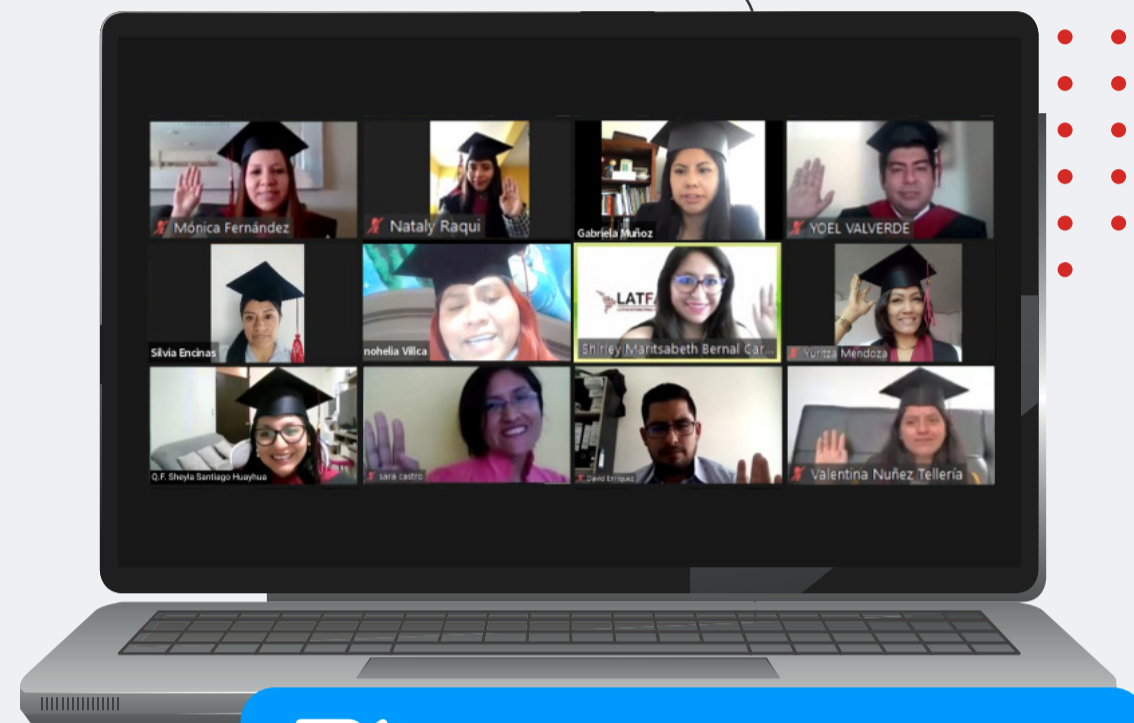 Mónica Fernández
Nataly Raqui
Gabriela Muñoz
YOEL VALVERDE
Silvia Encinas
nohelia Villca
LATF
Shirley Maritsabeth Bernal Car...
Yuritza Mendoza
Q.F. Sheyla Santiago Huayhua
sara castro
David Enriquez
Valentina Nuñez Tellería